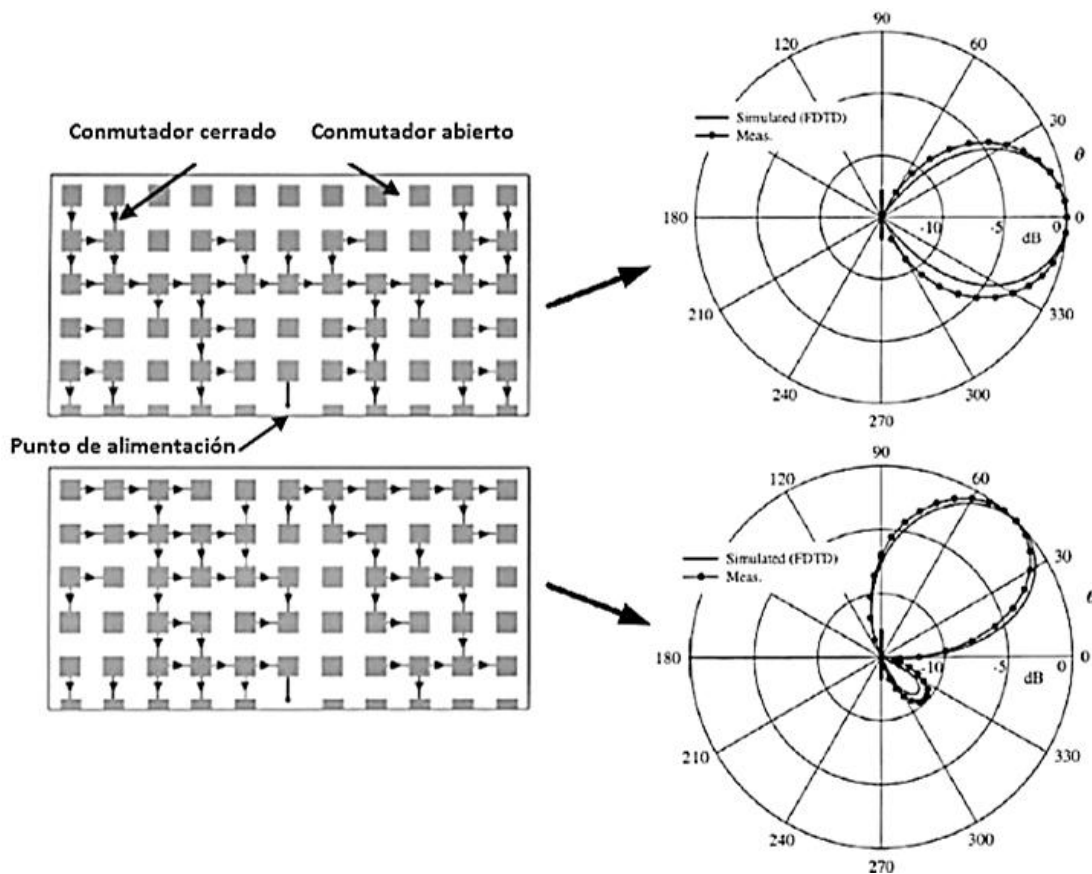 Conmutador cerrado
Conmutador abierto
Punto de alimentación
90
120
60
Simulated (FDTD)
Meas.
30
θ
180
-10
-5
dB
0
0
210
330
240
300
270
90
120
60
Simulated (FDTD)
Meas.
30
180
-10
-5
dB
0
0
210
330
240
300
270